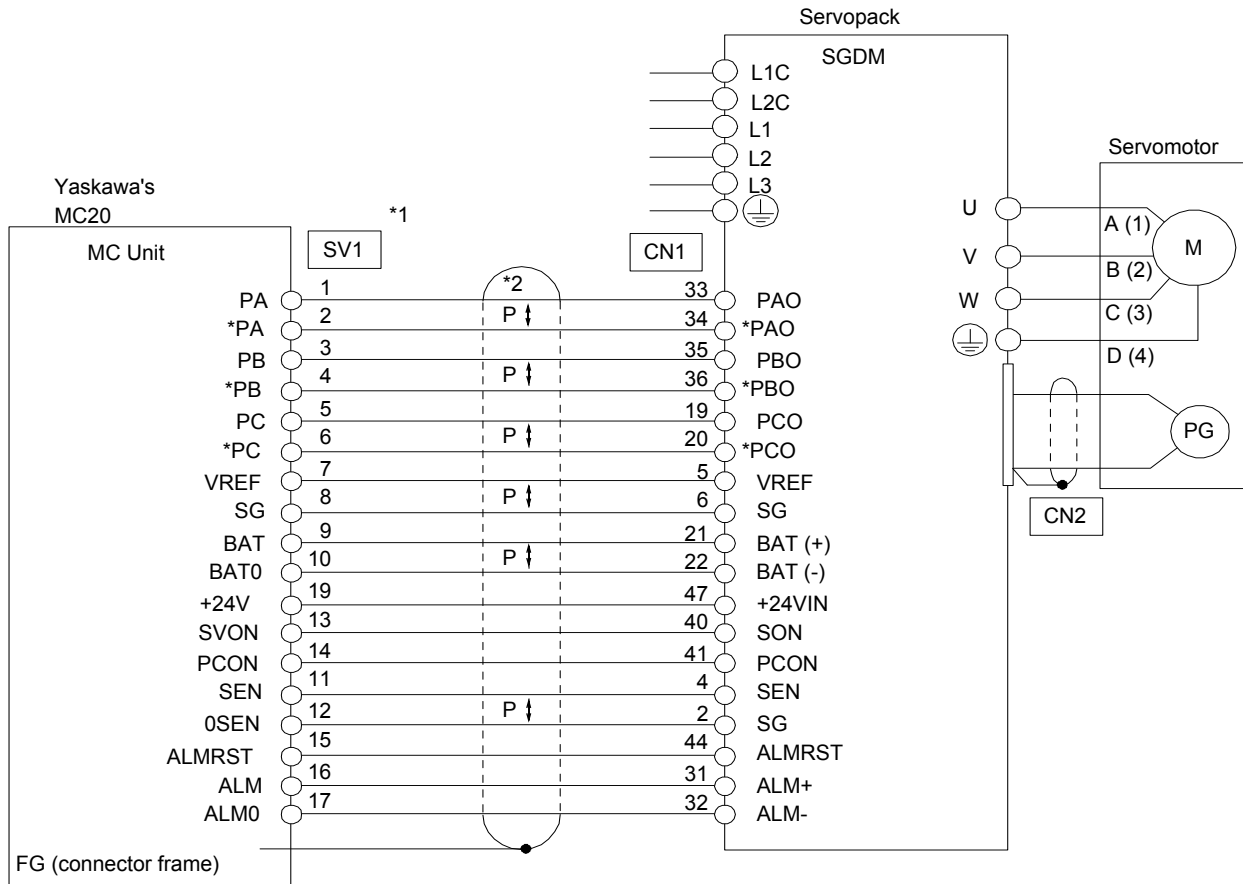 Servopack
SGDM
L1C
L2C
L1
L2
L3
Servomotor
Yaskawa's
MC20
*1
MC Unit
SV1
CN1
*2
U
V
W
A (1)
B (2)
C (3)
D (4)
M
PG
CN2
PA 1 P 33 PAO
*PA 2 34 *PAO
PB 3 P 35 PBO
*PB 4 36 *PBO
PC 5 P 19 PCO
*PC 6 20 *PCO
VREF 7 P 5 VREF
SG 8 6 SG
BAT 9 P 21 BAT (+)
BAT0 10 22 BAT (-)
+24V 19 47 +24VIN
SVON 13 40 SON
PCON 14 41 PCON
SEN 11 P 4 SEN
0SEN 12 2 SG
ALMRST 15 44 ALMRST
ALM 16 31 ALM+
ALM0 17 32 ALM-
FG (connector frame)